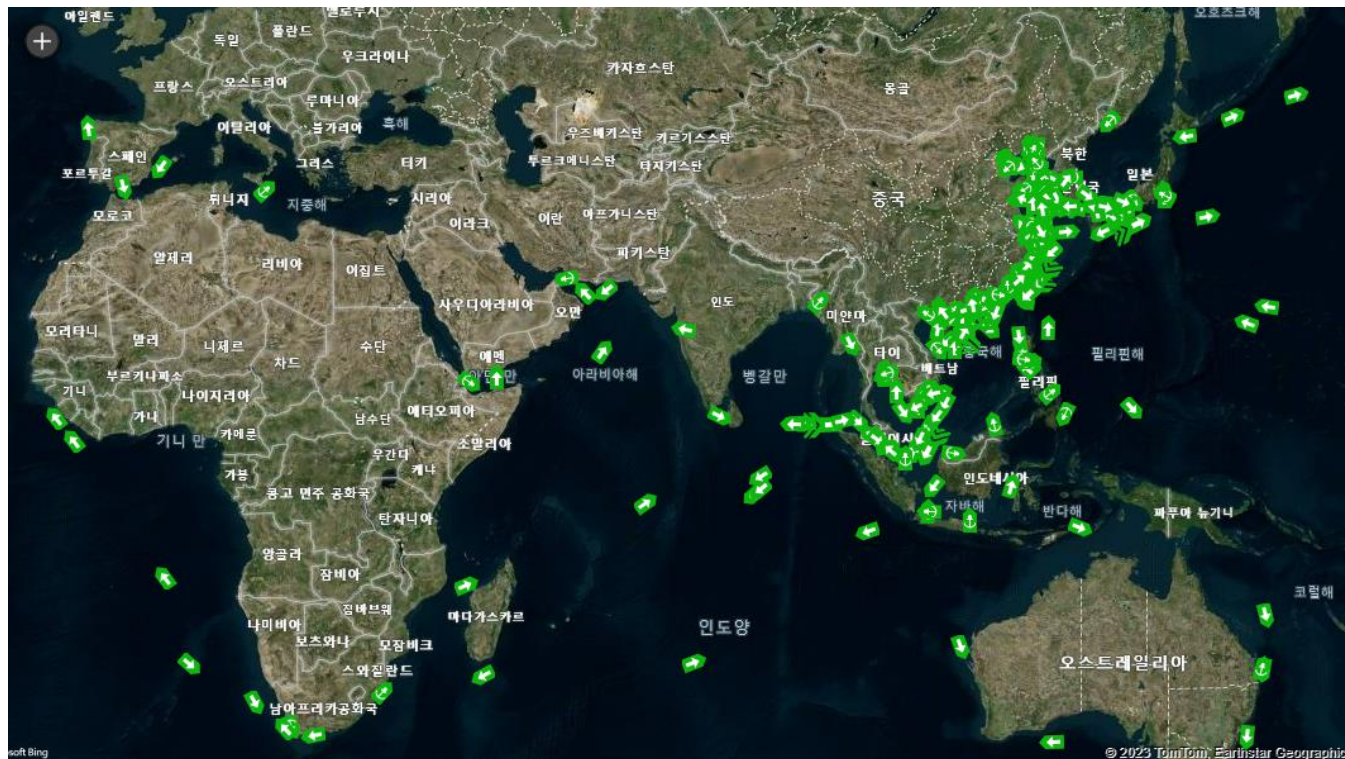 아일랜드
벨로루시
오호츠크해
독일
폴란드
우크라이나
카자흐스탄
프랑스
오스트리아
몽골
루마니아
이탈리아
불가리아
흑해
우즈베키스탄
키르기스스탄
북한
스페인
그리스
터키
투르크메니스탄
타지키스탄
포르투갈
일본
튀니지
지중해
시리아
중국
모로코
이라크
이란
아프가니스탄
알제리
리비아
이집트
파키스탄
사우디아라비아
인도
오만
미얀마
모리타니
말리
니제르
차드
수단
예멘
타이
베트남
필리핀해
부르키나파소
아라비아해
벵갈만
기니
나이지리아
필리핀
가나
남수단
에티오피아
카메룬
기니 만
소말리아
우간다
가봉
케냐
콩고 민주 공화국
인도네시아
탄자니아
자바해
반다해
파푸아 뉴기니
앙골라
잠비아
코럴해
짐바브웨
마다가스카르
나미비아
인도양
보츠와나
모잠비크
스와질란드
오스트레일리아
남아프리카공화국
osoft Bing
© 2023 TomTom, Earthstar Geographic